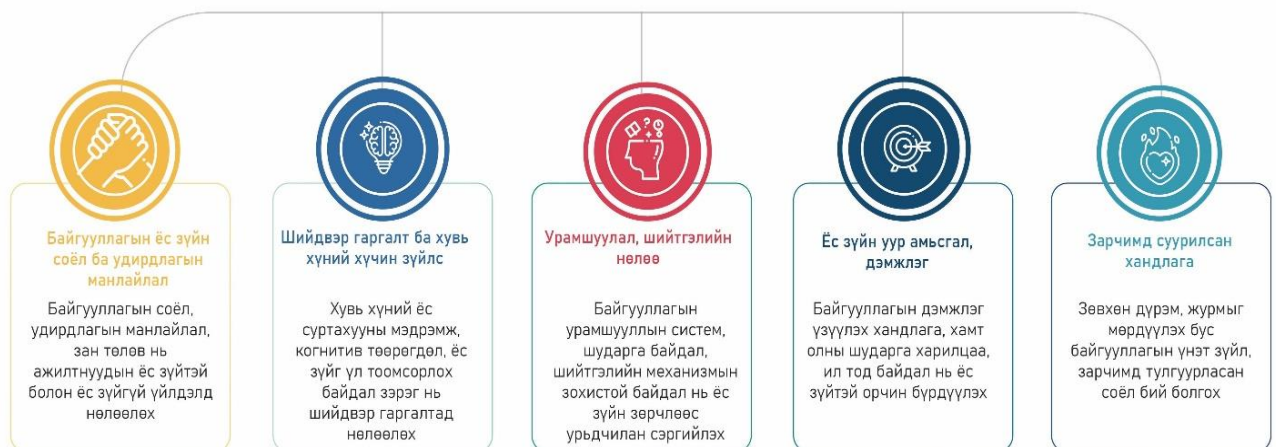 Байгууллагын ёс зүйн
соёл ба удирдлагын
манлайлал
Байгууллагын соёл,
удирдлагын манлайлал,
зан төлөв нь
ажилтнуудын ёс зүйтэй
болон ёс зүйгүй үйлдэлд
нөлөөлөх
Шийдвэр гаргалт ба хувь
хүний хүчин зүйлс
Хувь хүний ёс
суртахууны мэдрэмж,
когнитив төөрөгдөл, ёс
зүйг үл тоомсорлох
байдал зэрэг нь
шийдвэр гаргалтад
нөлөөлөх
Урамшуулал, шийтгэлийн
нөлөө
Байгууллагын
урамшууллын систем,
шударга байдал,
шийтгэлийн механизмын
зохистой байдал нь ёс
зүйн зөрчлөөс
урьдчилан сэргийлэх
Ёс зүйн уур амьсгал,
дэмжлэг
Байгууллагын дэмжлэг
үзүүлэх хандлага, хамт
олны шударга харилцаа,
ил тод байдал нь ёс
зүйтэй орчин бүрдүүлэх
Зарчимд суурилсан
хандлага
Зөвхөн дүрэм, журмыг
мөрдүүлэх бус
байгууллагын үнэт зүйл,
зарчимд тулгуурласан
соёл бий болгох